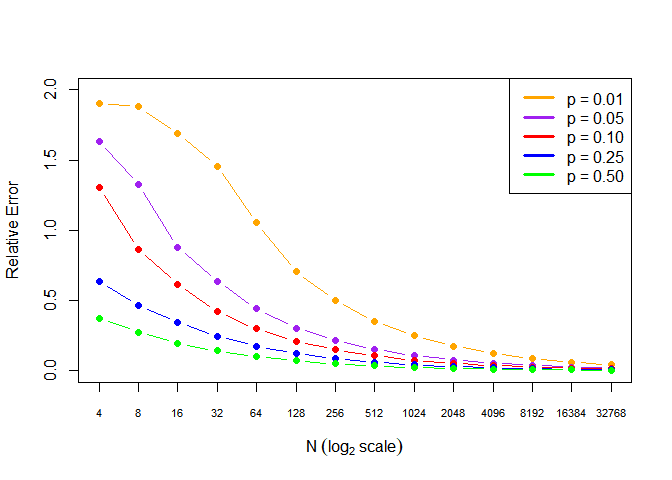 2.0
1.5
1.0
0.5
0.0
Relative Error
p = 0.01
p = 0.05
p = 0.10
p = 0.25
p = 0.50
4 8 16 32 64 128 256 512 1024 2048 4096 8192 16384 32768
N (log₂ scale)